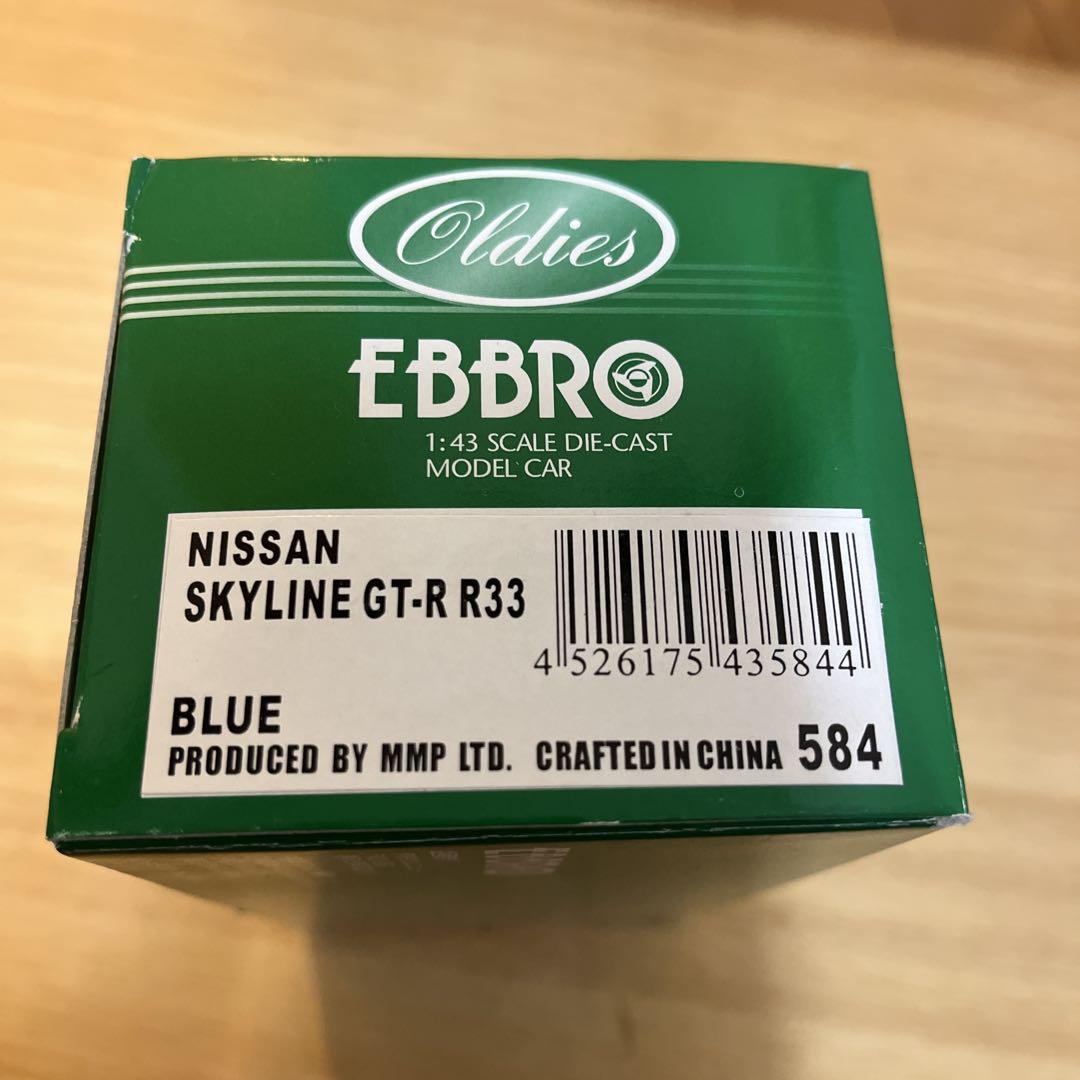 Oldies
EBBRO
1:43 SCALE DIE-CAST
MODEL CAR
NISSAN
SKYLINE GT-R R33
4 526175 435844
BLUE
PRODUCED BY MMP LTD. CRAFTED IN CHINA 584